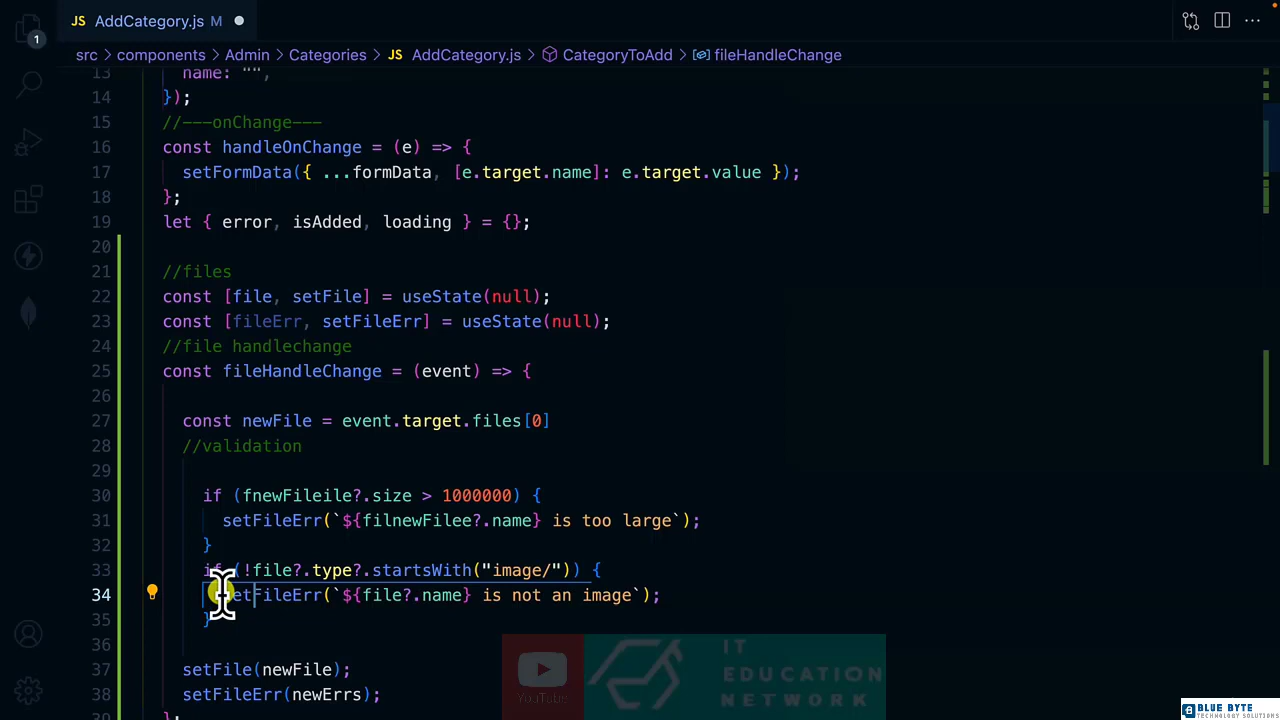 JS AddCategory.js M
1
src > components > Admin > Categories > JS AddCategory.js > CategoryToAdd > fileHandleChange
13 name: "",
14 });
15 //---onChange---
16 const handleOnChange = (e) => {
17 setFormData({ ...formData, [e.target.name]: e.target.value });
18 };
19 let { error, isAdded, loading } = {};
20
21 //files
22 const [file, setFile] = useState(null);
23 const [fileErr, setFileErr] = useState(null);
24 //file handlechange
25 const fileHandleChange = (event) => {
26
27 const newFile = event.target.files[0]
28 //validation
29
30 if (fnewFileile?.size > 1000000) {
31 setFileErr(`${filnewFilee?.name} is too large`);
32 }
33 if (!file?.type?.startsWith("image/")) {
34 setFileErr(`${file?.name} is not an image`);
35 }
36
37 setFile(newFile);
38 setFileErr(newErrs);
39 };
YouTube
IT
EDUCATION
NETWORK
BLUE BYTE
TECHNOLOGY SOLUTIONS